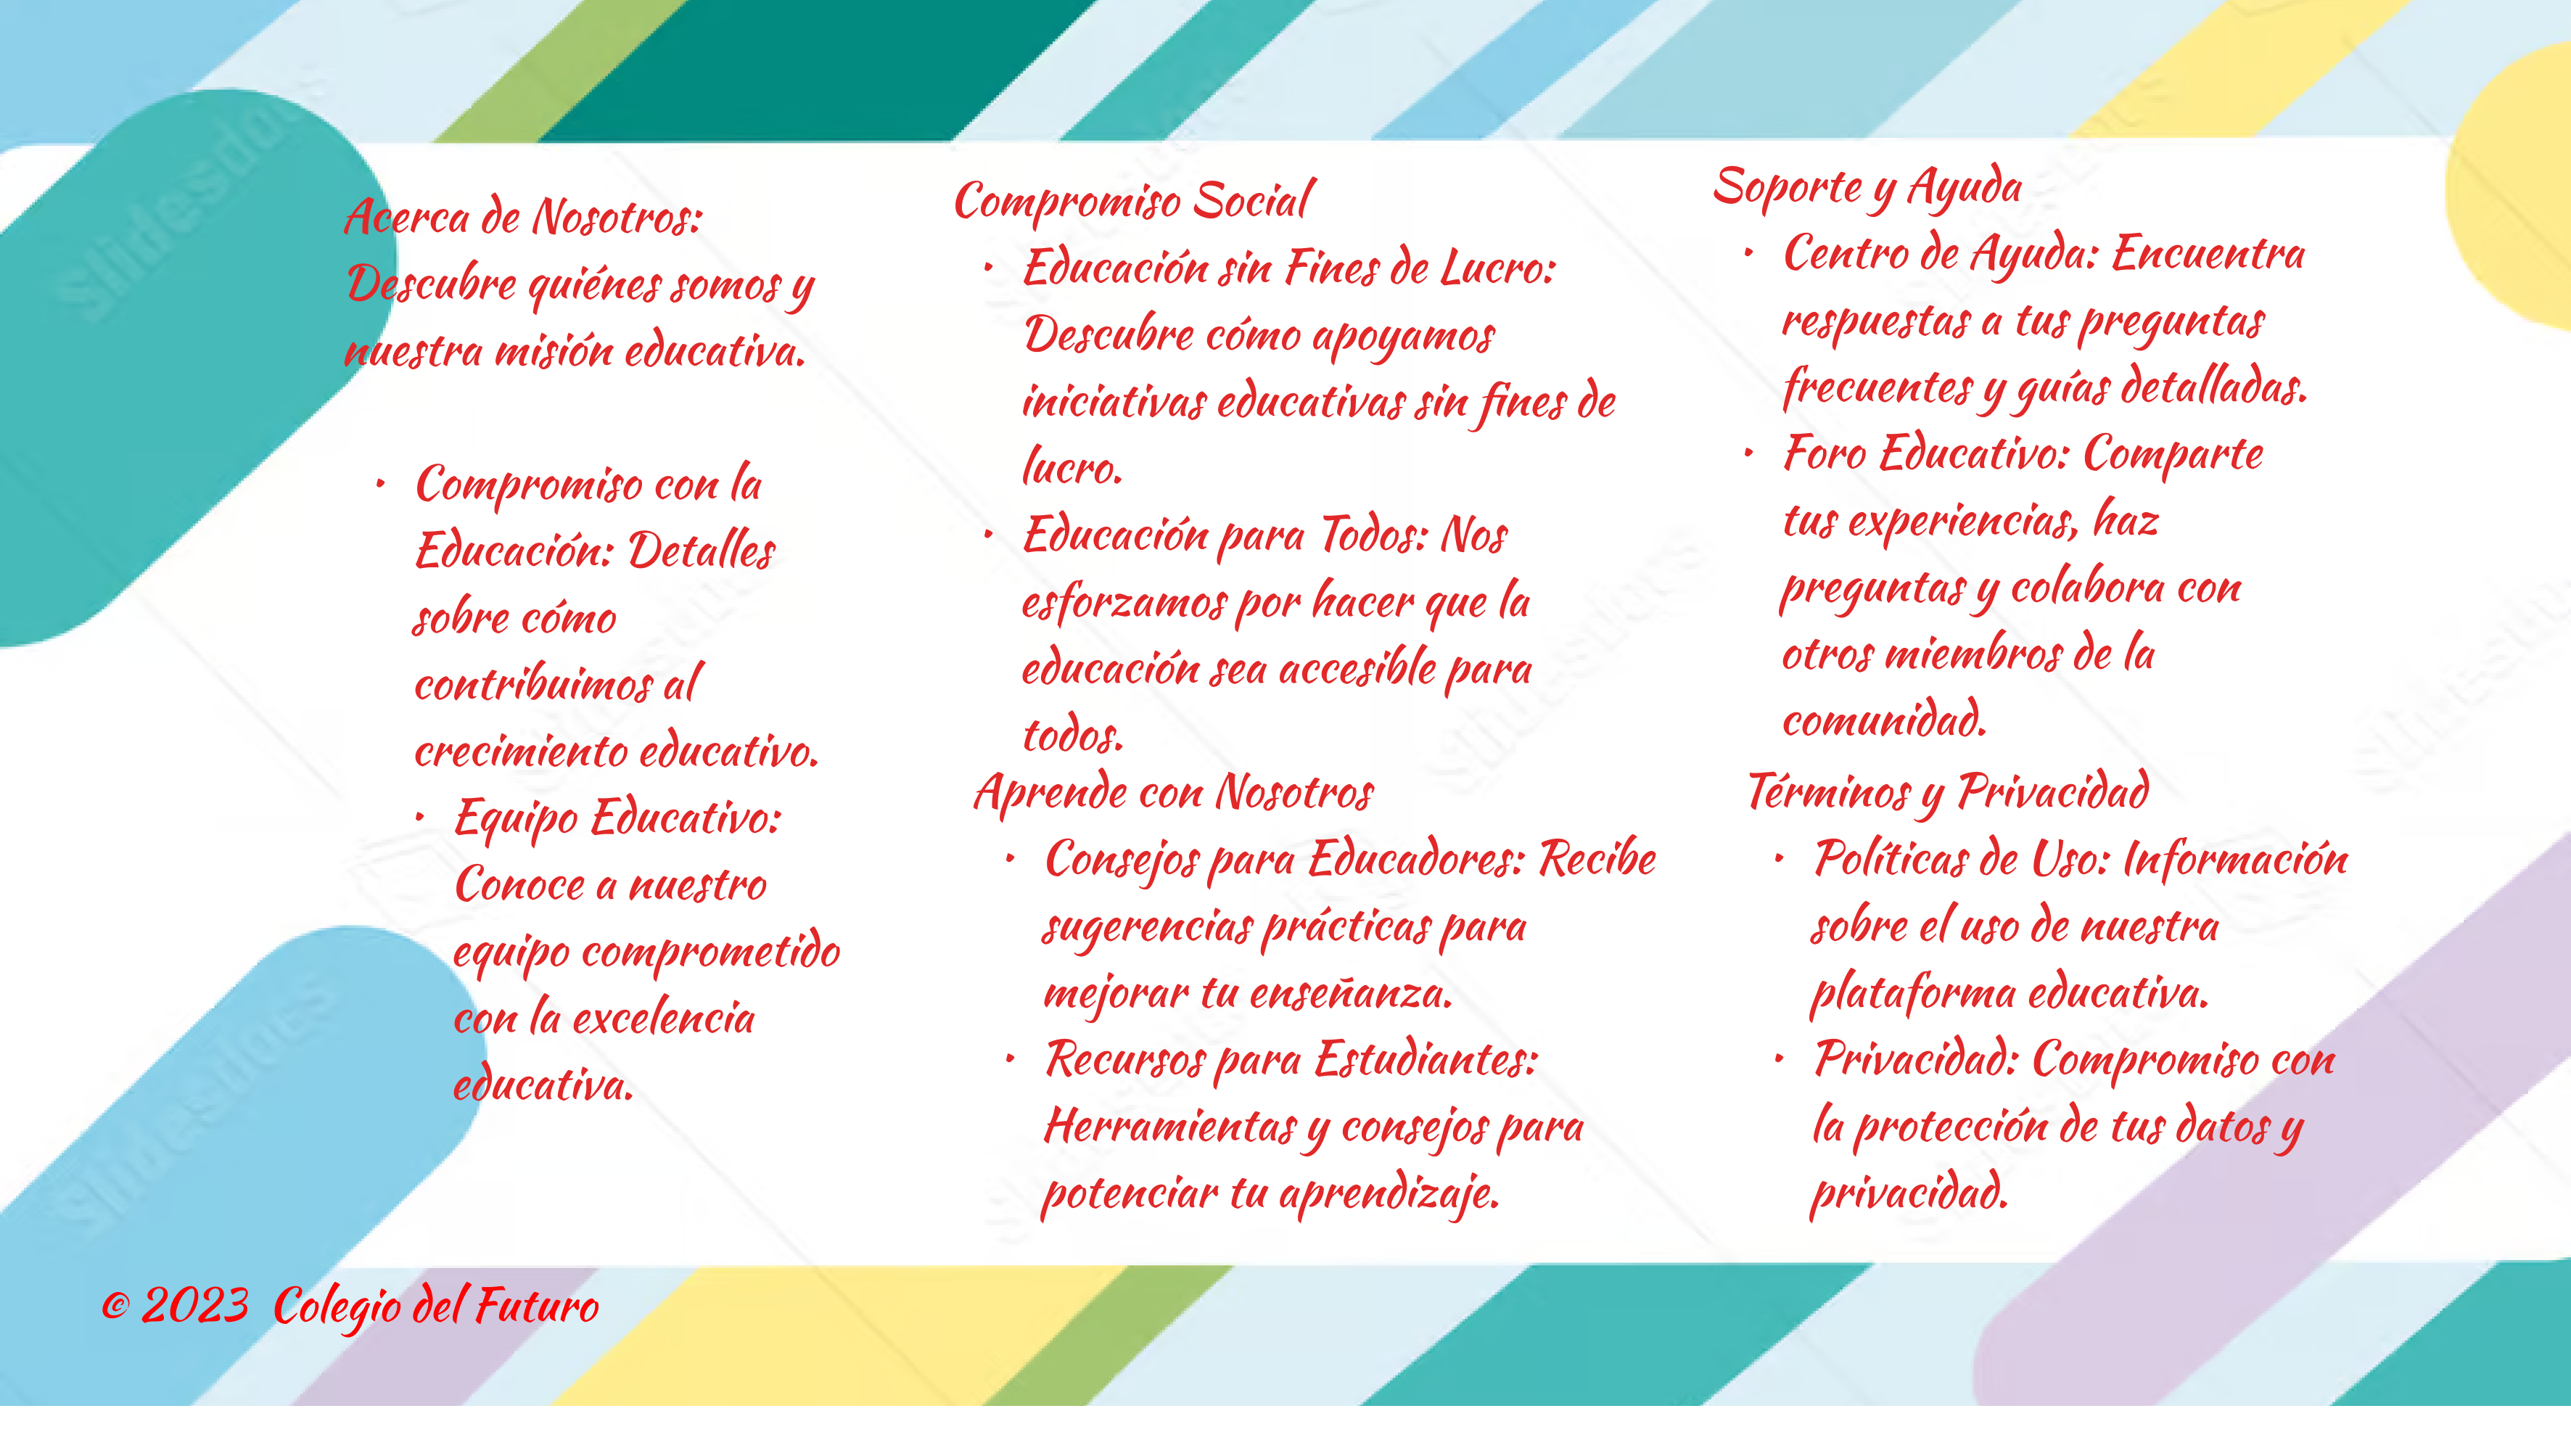 Acerca de Nosotros:
Descubre quiénes somos y
nuestra misión educativa.
• Compromiso con la
Educación: Detalles
sobre cómo
contribuimos al
crecimiento educativo.
• Equipo Educativo:
Conoce a nuestro
equipo comprometido
con la excelencia
educativa.
Compromiso Social
• Educación sin Fines de Lucro:
Descubre cómo apoyamos
iniciativas educativas sin fines de
lucro.
• Educación para Todos: Nos
esforzamos por hacer que la
educación sea accesible para
todos.
Aprende con Nosotros
• Consejos para Educadores: Recibe
sugerencias prácticas para
mejorar tu enseñanza.
• Recursos para Estudiantes:
Herramientas y consejos para
potenciar tu aprendizaje.
Soporte y Ayuda
• Centro de Ayuda: Encuentra
respuestas a tus preguntas
frecuentes y guías detalladas.
• Foro Educativo: Comparte
tus experiencias, haz
preguntas y colabora con
otros miembros de la
comunidad.
Términos y Privacidad
• Políticas de Uso: Información
sobre el uso de nuestra
plataforma educativa.
• Privacidad: Compromiso con
la protección de tus datos y
privacidad.
© 2023 Colegio del Futuro
Slidesdocs
Slidesdocs
Slidesdocs
Slidesdocs